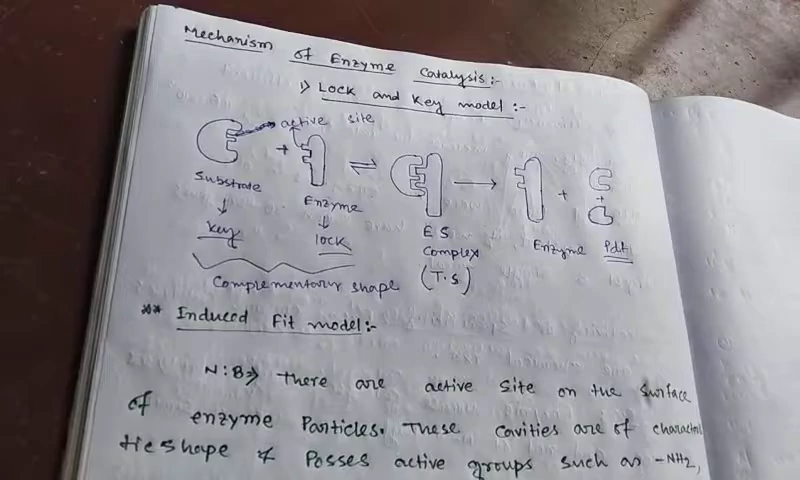 Mechanism of Enzyme Catalysis:-
1) Lock and Key model:-
active site
+ ⇌ → + +
Substrate Enzyme E S Complex (T.S) Enzyme Pdt
↓ ↓
Key lock
Complementary shape
** Induced Fit model:-
N:B⇒ There are active site on the surface
of enzyme Particles. These cavities are of charact
tic shape & Posses active groups such as -NH2,